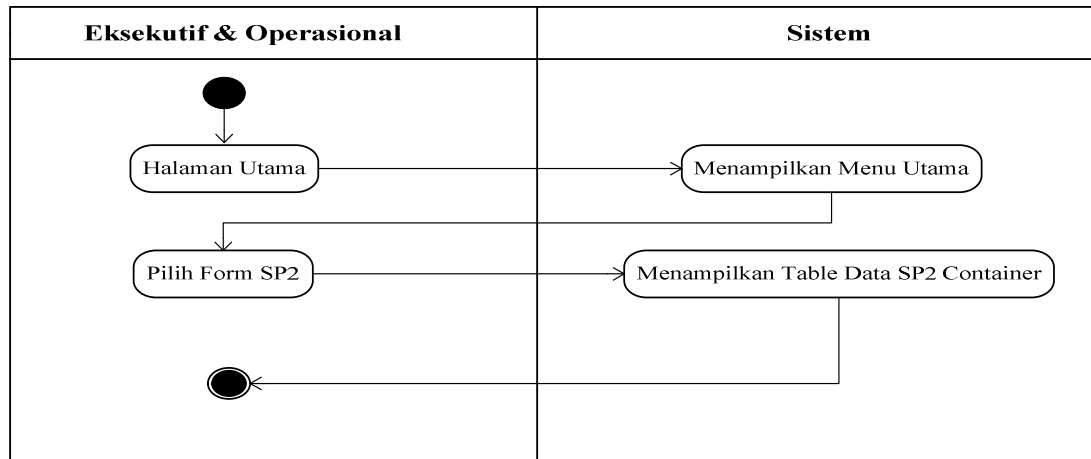 Eksekutif & Operasional
Sistem
Halaman Utama
Menampilkan Menu Utama
Pilih Form SP2
Menampilkan Table Data SP2 Container